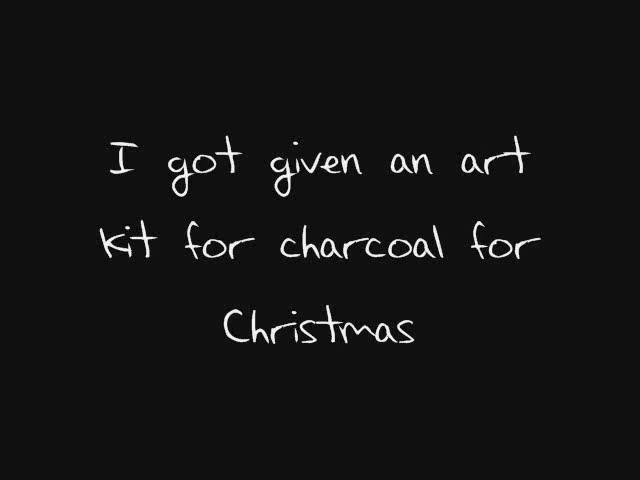 I got given an art
kit for charcoal for
Christmas